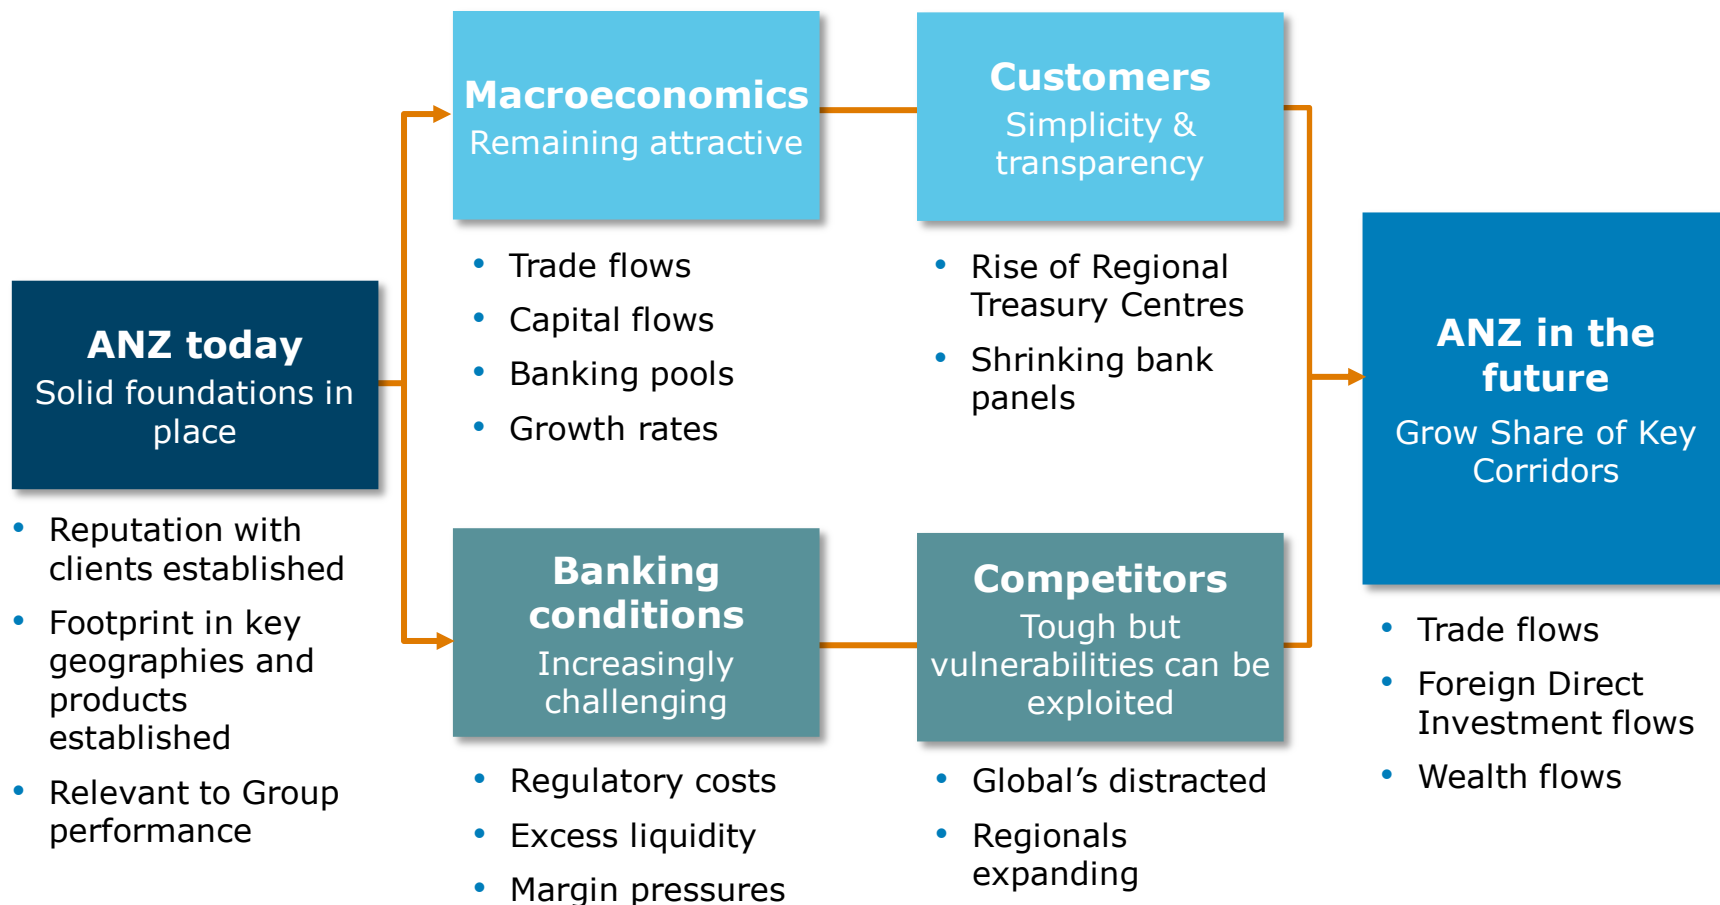 ANZ today
Solid foundations in
place
• Reputation with
clients established
• Footprint in key
geographies and
products
established
• Relevant to Group
performance
Macroeconomics
Remaining attractive
• Trade flows
• Capital flows
• Banking pools
• Growth rates
Customers
Simplicity &
transparency
• Rise of Regional
Treasury Centres
• Shrinking bank
panels
Banking
conditions
Increasingly
challenging
• Regulatory costs
• Excess liquidity
• Margin pressures
Competitors
Tough but
vulnerabilities can be
exploited
• Global’s distracted
• Regionals
expanding
ANZ in the
future
Grow Share of Key
Corridors
• Trade flows
• Foreign Direct
Investment flows
• Wealth flows